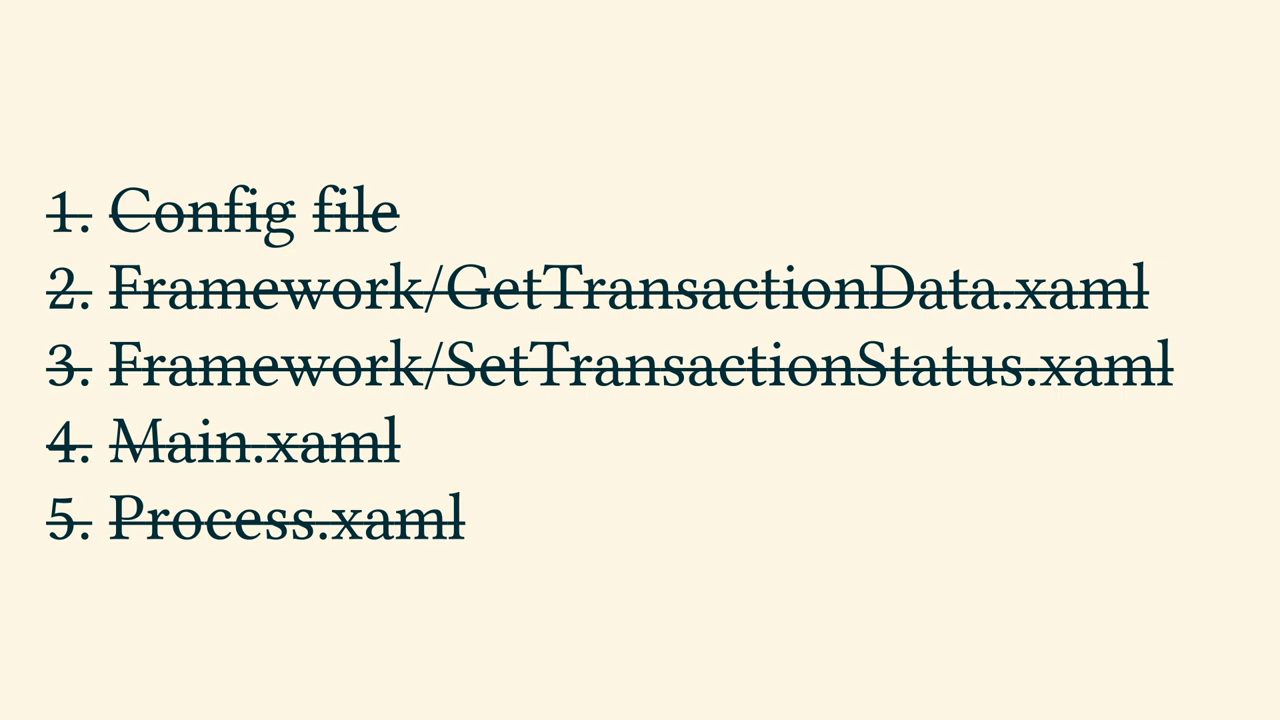 1. Config file
2. Framework/GetTransactionData.xaml
3. Framework/SetTransactionStatus.xaml
4. Main.xaml
5. Process.xaml